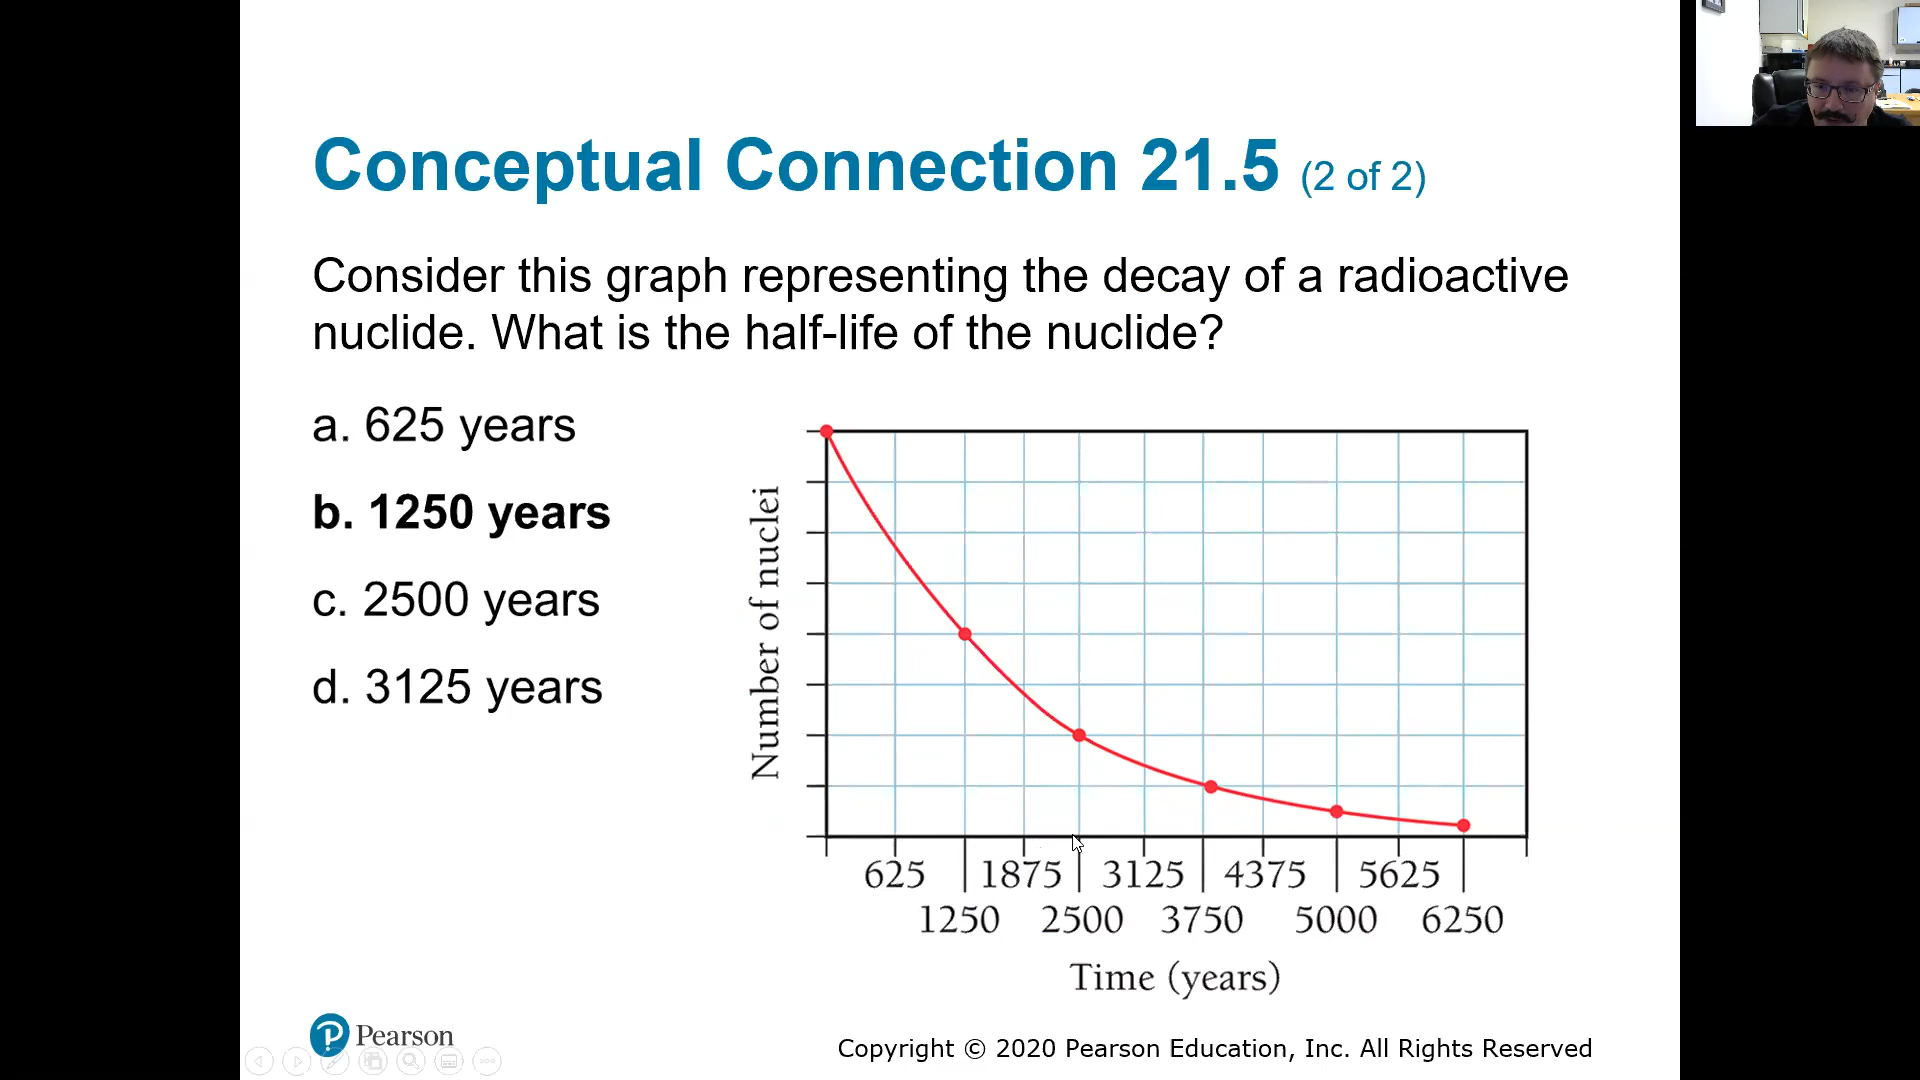 Conceptual Connection 21.5 (2 of 2)
Consider this graph representing the decay of a radioactive
nuclide. What is the half-life of the nuclide?
a. 625 years
b. 1250 years
c. 2500 years
d. 3125 years
Number of nuclei
625 1875 3125 4375 5625
1250 2500 3750 5000 6250
Time (years)
Pearson
Copyright © 2020 Pearson Education, Inc. All Rights Reserved